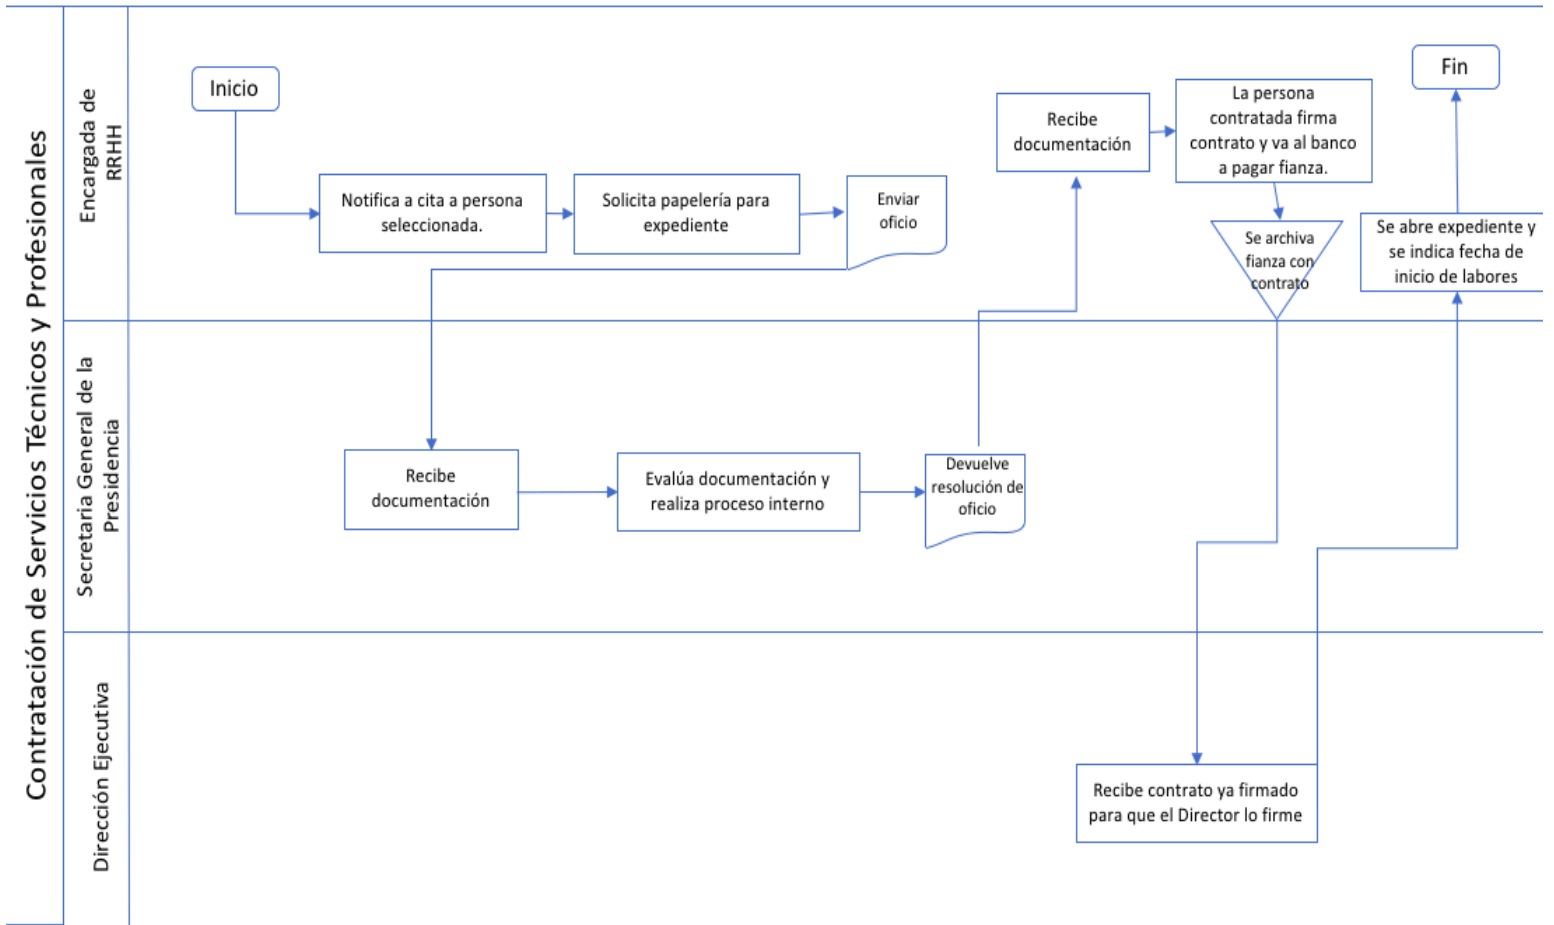 Contratación de Servicios Técnicos y Profesionales
Encargada de
RRHH
Inicio
Notifica a cita a persona
seleccionada.
Solicita papelería para
expediente
Enviar
oficio
Recibe
documentación
La persona
contratada firma
contrato y va al banco
a pagar fianza.
Se archiva
fianza con
contrato
Fin
Se abre expediente y
se indica fecha de
inicio de labores
Secretaria General de la
Presidencia
Recibe
documentación
Evalúa documentación y
realiza proceso interno
Devuelve
resolución de
oficio
Dirección Ejecutiva
Recibe contrato ya firmado
para que el Director lo firme